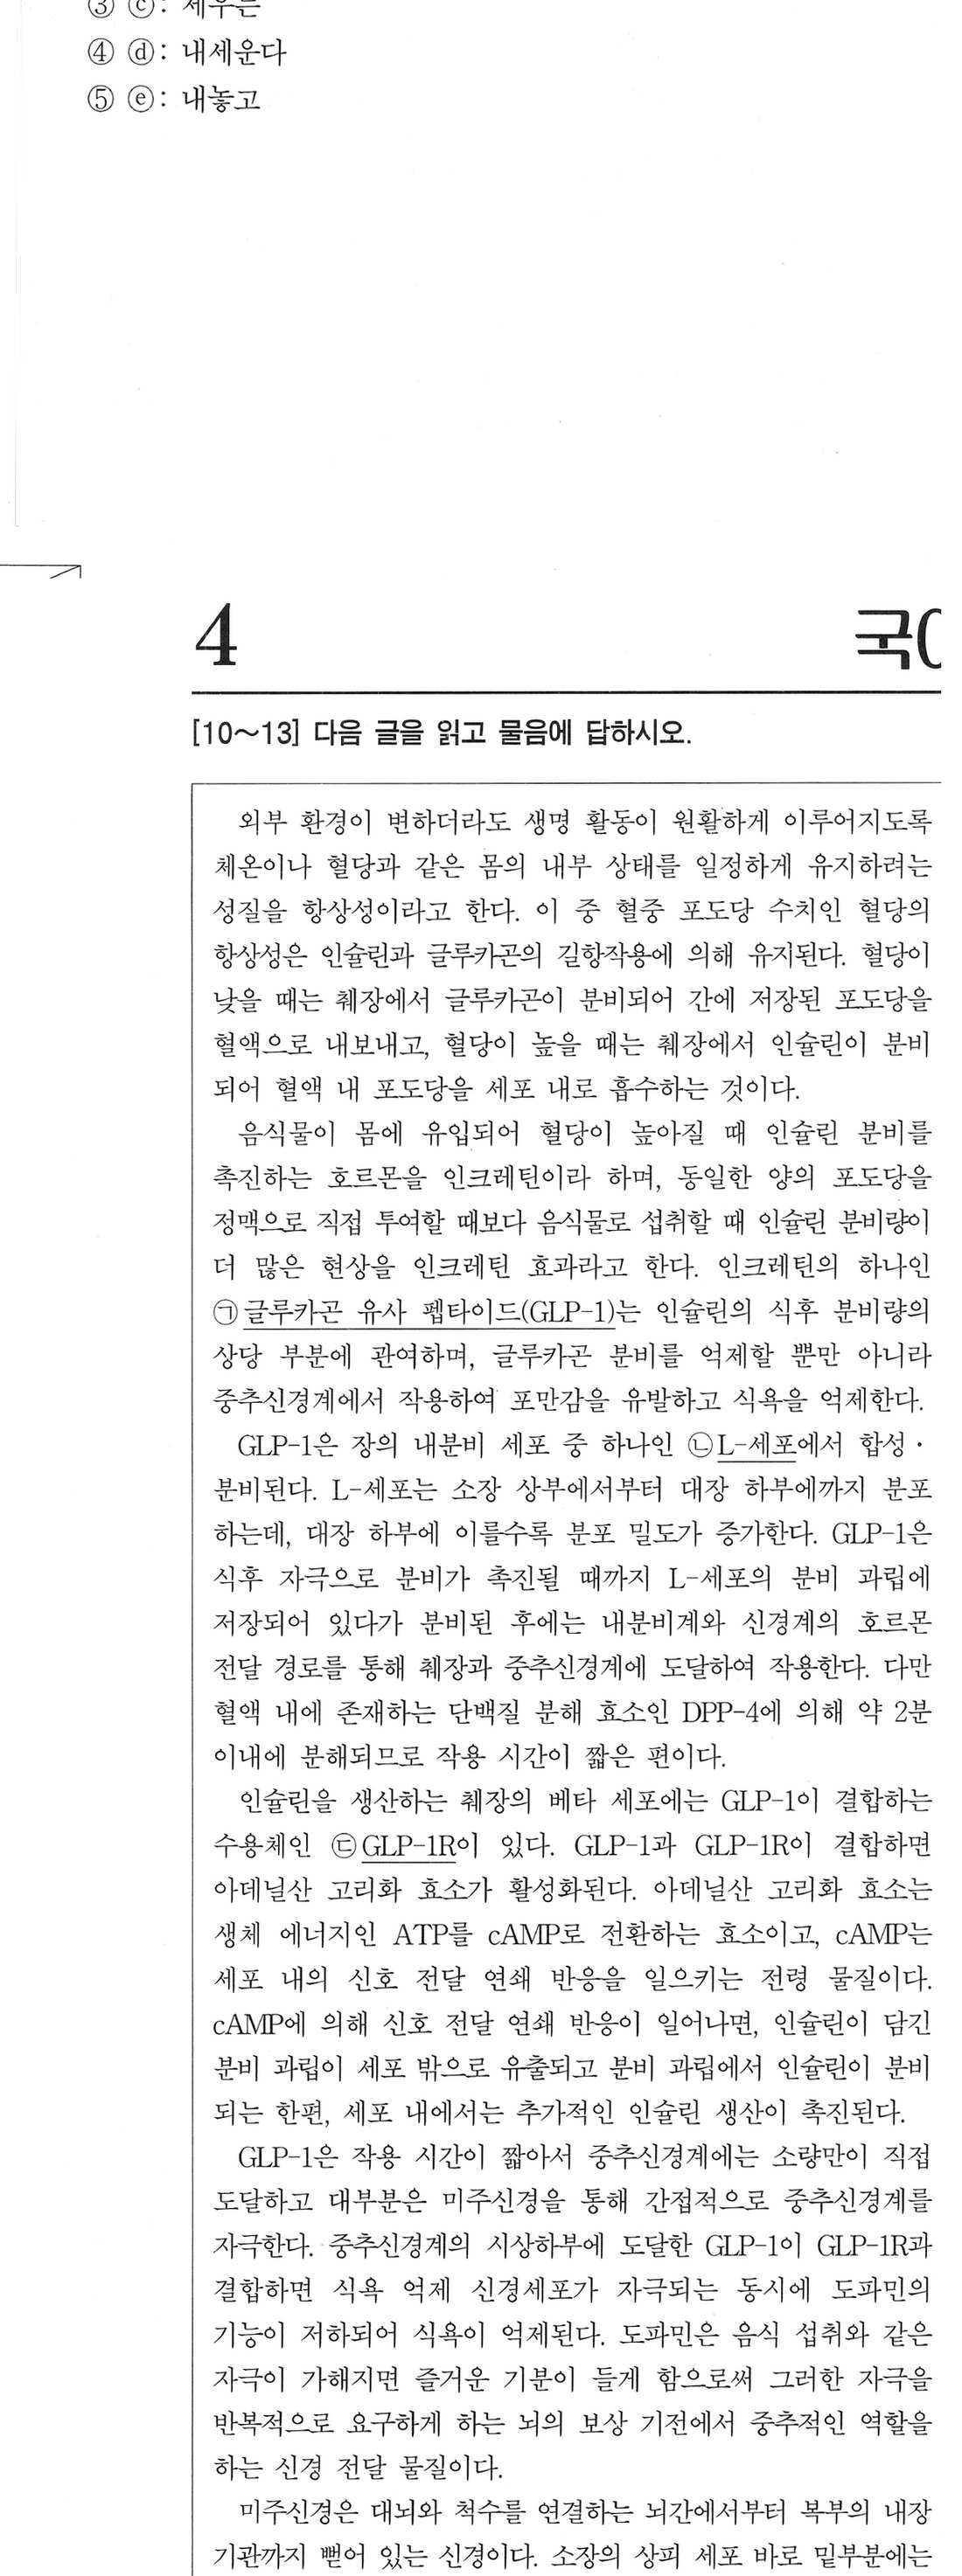 ③ ⓒ: 세우는
④ ⓓ: 내세운다
⑤ ⓔ: 내놓고
4
국
[10~13] 다음 글을 읽고 물음에 답하시오.
외부 환경이 변하더라도 생명 활동이 원활하게 이루어지도록
체온이나 혈당과 같은 몸의 내부 상태를 일정하게 유지하려는
성질을 항상성이라고 한다. 이 중 혈중 포도당 수치인 혈당의
항상성은 인슐린과 글루카곤의 길항작용에 의해 유지된다. 혈당이
낮을 때는 췌장에서 글루카곤이 분비되어 간에 저장된 포도당을
혈액으로 내보내고, 혈당이 높을 때는 췌장에서 인슐린이 분비
되어 혈액 내 포도당을 세포 내로 흡수하는 것이다.
음식물이 몸에 유입되어 혈당이 높아질 때 인슐린 분비를
촉진하는 호르몬을 인크레틴이라 하며, 동일한 양의 포도당을
정맥으로 직접 투여할 때보다 음식물로 섭취할 때 인슐린 분비량이
더 많은 현상을 인크레틴 효과라고 한다. 인크레틴의 하나인
㉠글루카곤 유사 펩타이드(GLP-1)는 인슐린의 식후 분비량의
상당 부분에 관여하며, 글루카곤 분비를 억제할 뿐만 아니라
중추신경계에서 작용하여 포만감을 유발하고 식욕을 억제한다.
GLP-1은 장의 내분비 세포 중 하나인 ㉡L-세포에서 합성·
분비된다. L-세포는 소장 상부에서부터 대장 하부에까지 분포
하는데, 대장 하부에 이를수록 분포 밀도가 증가한다. GLP-1은
식후 자극으로 분비가 촉진될 때까지 L-세포의 분비 과립에
저장되어 있다가 분비된 후에는 내분비계와 신경계의 호르몬
전달 경로를 통해 췌장과 중추신경계에 도달하여 작용한다. 다만
혈액 내에 존재하는 단백질 분해 효소인 DPP-4에 의해 약 2분
이내에 분해되므로 작용 시간이 짧은 편이다.
인슐린을 생산하는 췌장의 베타 세포에는 GLP-1이 결합하는
수용체인 ㉢GLP-1R이 있다. GLP-1과 GLP-1R이 결합하면
아데닐산 고리화 효소가 활성화된다. 아데닐산 고리화 효소는
생체 에너지인 ATP를 cAMP로 전환하는 효소이고, cAMP는
세포 내의 신호 전달 연쇄 반응을 일으키는 전령 물질이다.
cAMP에 의해 신호 전달 연쇄 반응이 일어나면, 인슐린이 담긴
분비 과립이 세포 밖으로 유출되고 분비 과립에서 인슐린이 분비
되는 한편, 세포 내에서는 추가적인 인슐린 생산이 촉진된다.
GLP-1은 작용 시간이 짧아서 중추신경계에는 소량만이 직접
도달하고 대부분은 미주신경을 통해 간접적으로 중추신경계를
자극한다. 중추신경계의 시상하부에 도달한 GLP-1이 GLP-1R과
결합하면 식욕 억제 신경세포가 자극되는 동시에 도파민의
기능이 저하되어 식욕이 억제된다. 도파민은 음식 섭취와 같은
자극이 가해지면 즐거운 기분이 들게 함으로써 그러한 자극을
반복적으로 요구하게 하는 뇌의 보상 기전에서 중추적인 역할을
하는 신경 전달 물질이다.
미주신경은 대뇌와 척수를 연결하는 뇌간에서부터 복부의 내장
기관까지 뻗어 있는 신경이다. 소장의 상피 세포 바로 밑부분에는